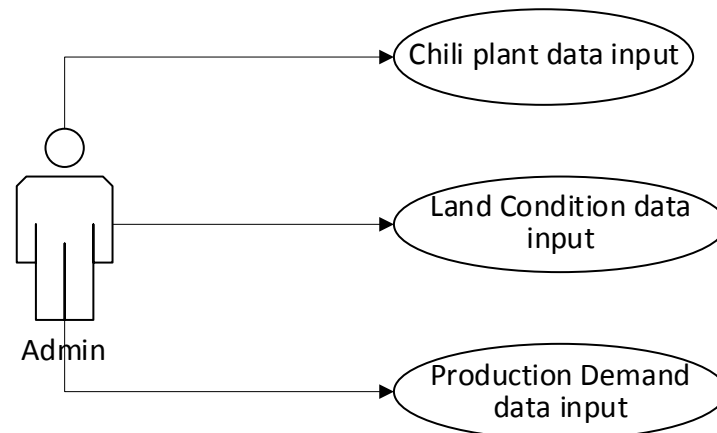 Chili plant data input
Land Condition data
input
Admin
Production Demand
data input